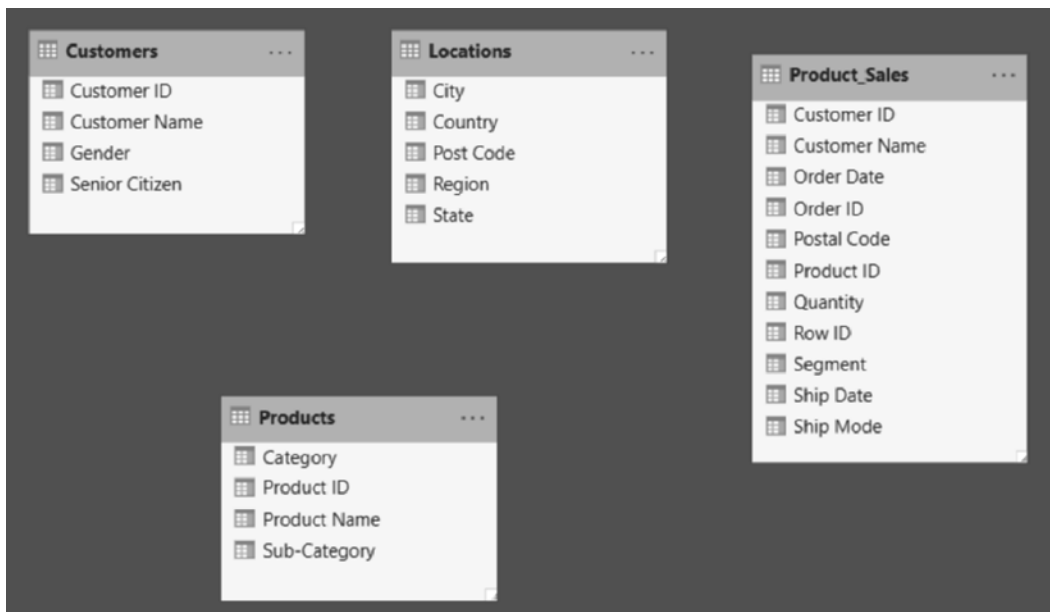 Customers
Customer ID
Customer Name
Gender
Senior Citizen
Locations
City
Country
Post Code
Region
State
Product_Sales
Customer ID
Customer Name
Order Date
Order ID
Postal Code
Product ID
Quantity
Row ID
Segment
Ship Date
Ship Mode
Products
Category
Product ID
Product Name
Sub-Category